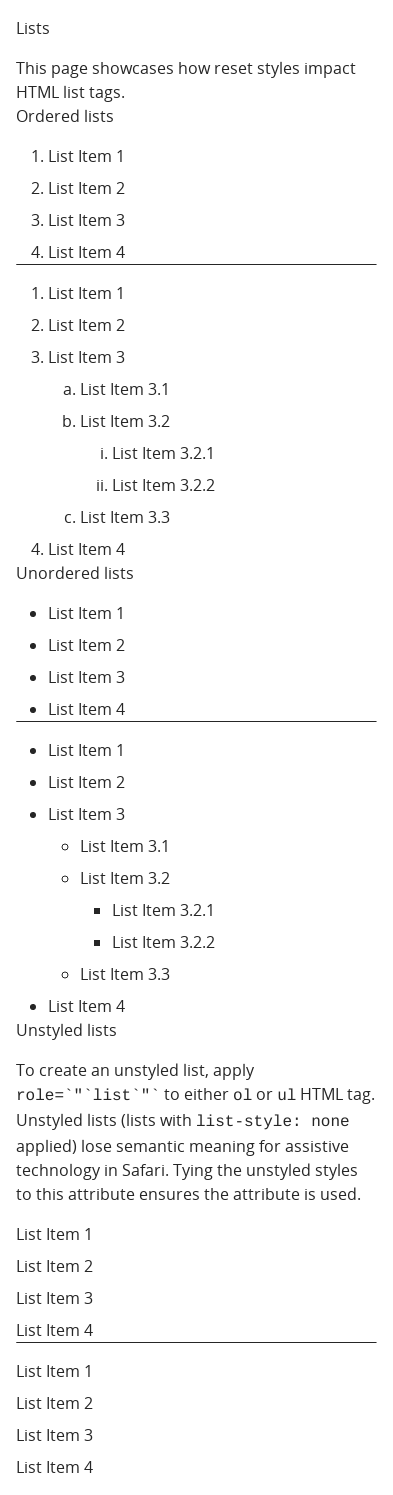 Lists
This page showcases how reset styles impact
HTML list tags.
Ordered lists
1. List Item 1
2. List Item 2
3. List Item 3
4. List Item 4
1. List Item 1
2. List Item 2
3. List Item 3
a. List Item 3.1
b. List Item 3.2
i. List Item 3.2.1
ii. List Item 3.2.2
c. List Item 3.3
4. List Item 4
Unordered lists
• List Item 1
• List Item 2
• List Item 3
• List Item 4
• List Item 1
• List Item 2
• List Item 3
◦ List Item 3.1
◦ List Item 3.2
▪ List Item 3.2.1
▪ List Item 3.2.2
◦ List Item 3.3
• List Item 4
Unstyled lists
To create an unstyled list, apply
role=`"`list`"` to either ol or ul HTML tag.
Unstyled lists (lists with list-style: none
applied) lose semantic meaning for assistive
technology in Safari. Tying the unstyled styles
to this attribute ensures the attribute is used.
List Item 1
List Item 2
List Item 3
List Item 4
List Item 1
List Item 2
List Item 3
List Item 4